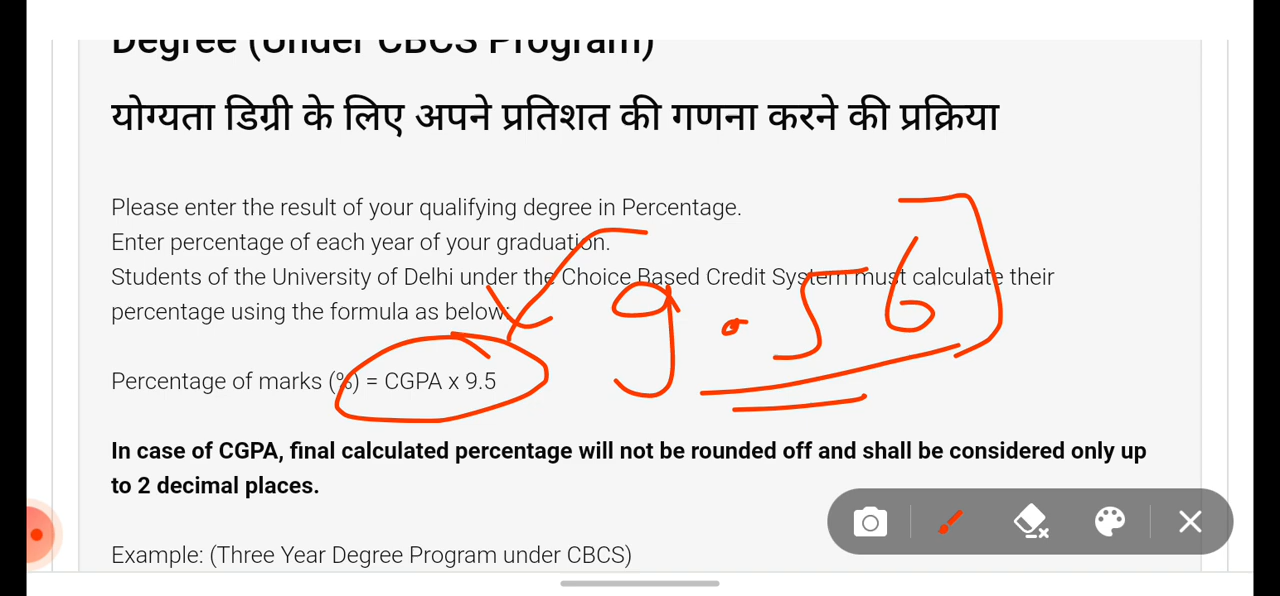 Degree (Under CBCS Program)
योग्यता डिग्री के लिए अपने प्रतिशत की गणना करने की प्रक्रिया
Please enter the result of your qualifying degree in Percentage.
Enter percentage of each year of your graduation.
Students of the University of Delhi under the Choice Based Credit System must calculate their
percentage using the formula as below:
9.56
Percentage of marks (%) = CGPA x 9.5
In case of CGPA, final calculated percentage will not be rounded off and shall be considered only up
to 2 decimal places.
Example: (Three Year Degree Program under CBCS)